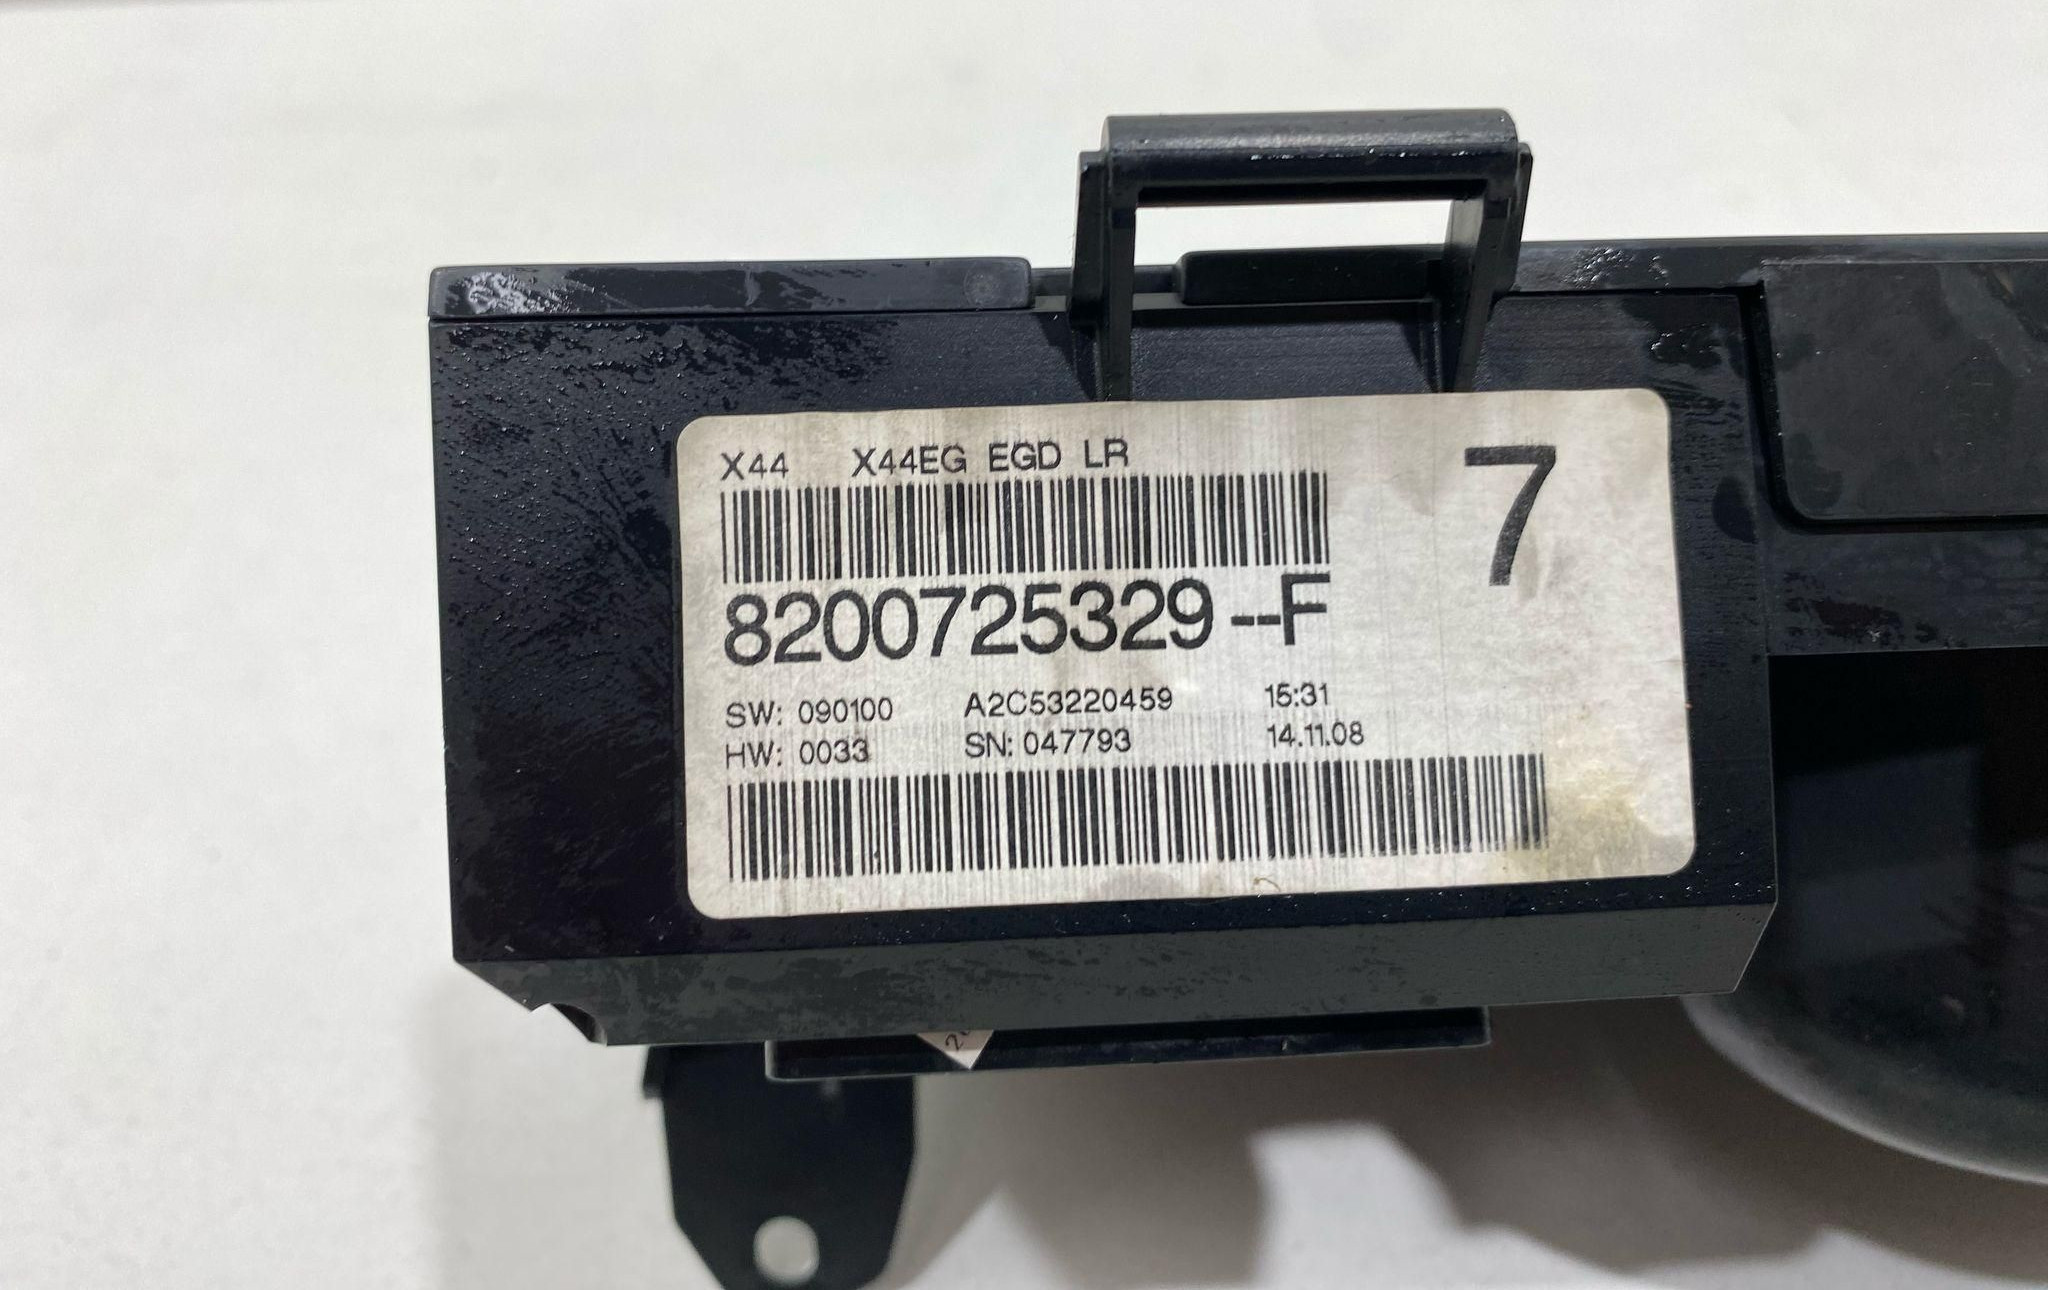 X44 X44EG EGD LR
7
8200725329--F
SW: 090100 A2C53220459 15:31
HW: 0033 SN: 047793 14.11.08